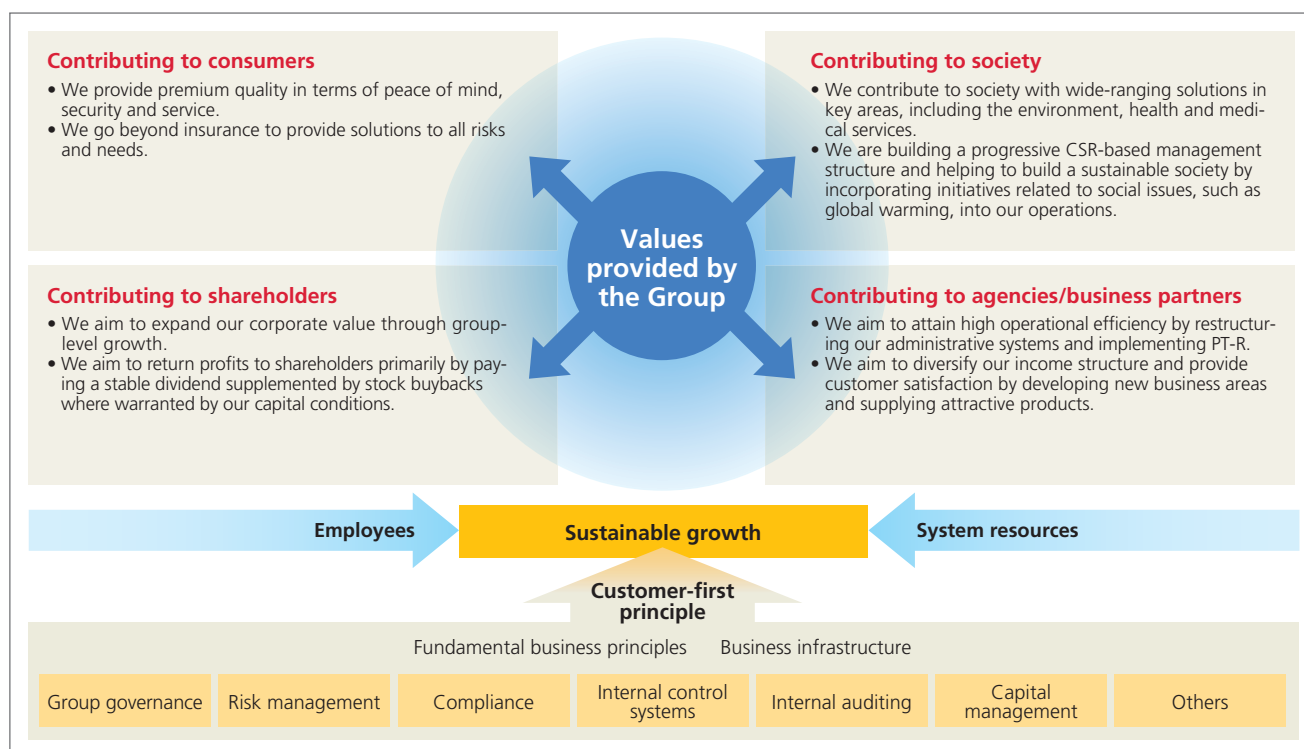 Contributing to consumers
• We provide premium quality in terms of peace of mind,
security and service.
• We go beyond insurance to provide solutions to all risks
and needs.
Contributing to society
• We contribute to society with wide-ranging solutions in
key areas, including the environment, health and medi-
cal services.
• We are building a progressive CSR-based management
structure and helping to build a sustainable society by
incorporating initiatives related to social issues, such as
global warming, into our operations.
Values
provided by
the Group
Contributing to shareholders
• We aim to expand our corporate value through group-
level growth.
• We aim to return profits to shareholders primarily by pay-
ing a stable dividend supplemented by stock buybacks
where warranted by our capital conditions.
Contributing to agencies/business partners
• We aim to attain high operational efficiency by restructur-
ing our administrative systems and implementing PT-R.
• We aim to diversify our income structure and provide
customer satisfaction by developing new business areas
and supplying attractive products.
Employees
Sustainable growth
System resources
Customer-first
principle
Fundamental business principles
Business infrastructure
Group governance
Risk management
Compliance
Internal control
systems
Internal auditing
Capital
management
Others